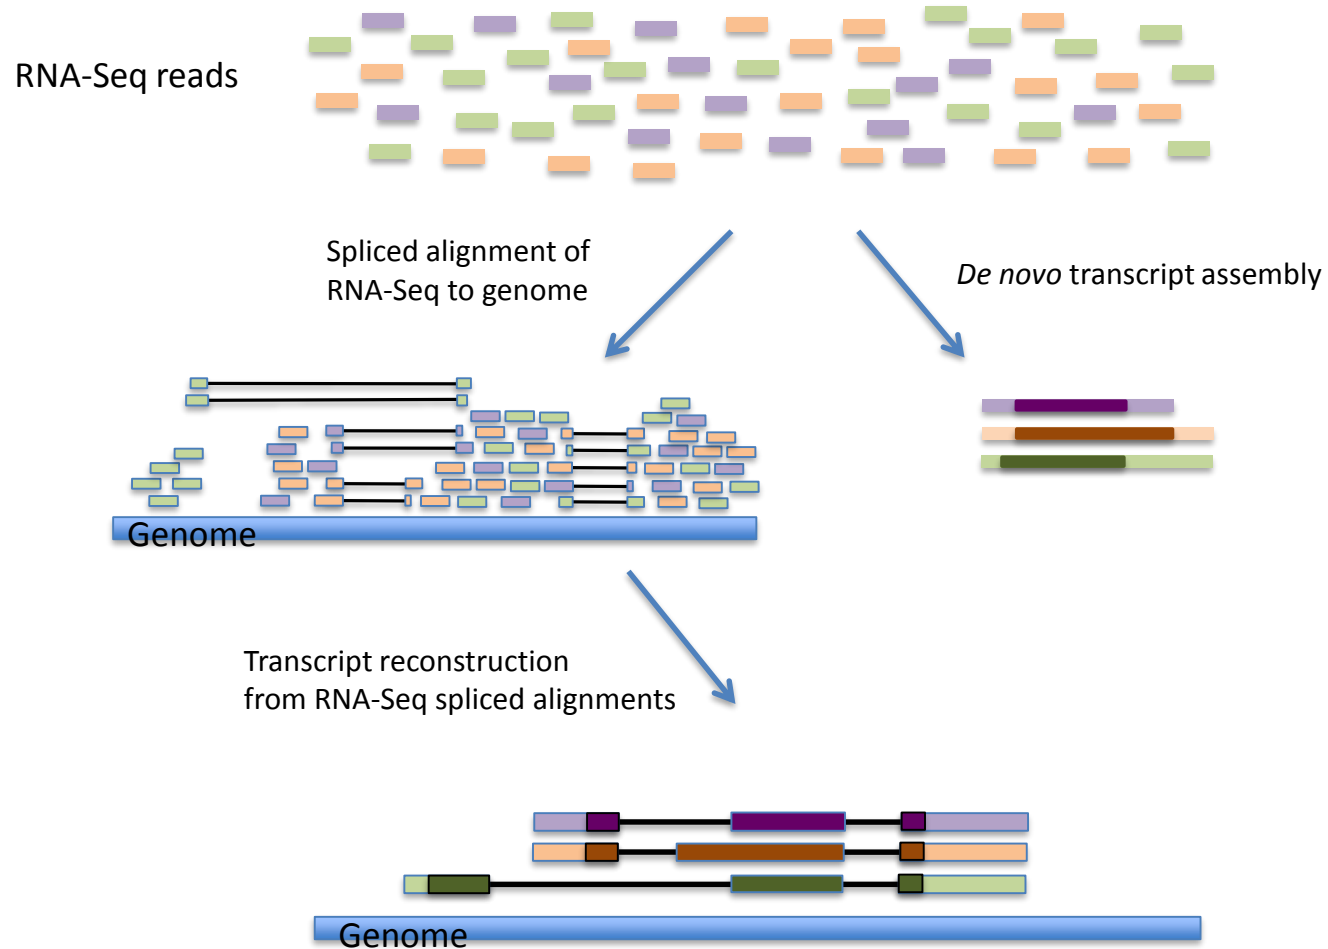 RNA-Seq reads
Spliced alignment of
RNA-Seq to genome
De novo transcript assembly
Genome
Transcript reconstruction
from RNA-Seq spliced alignments
Genome